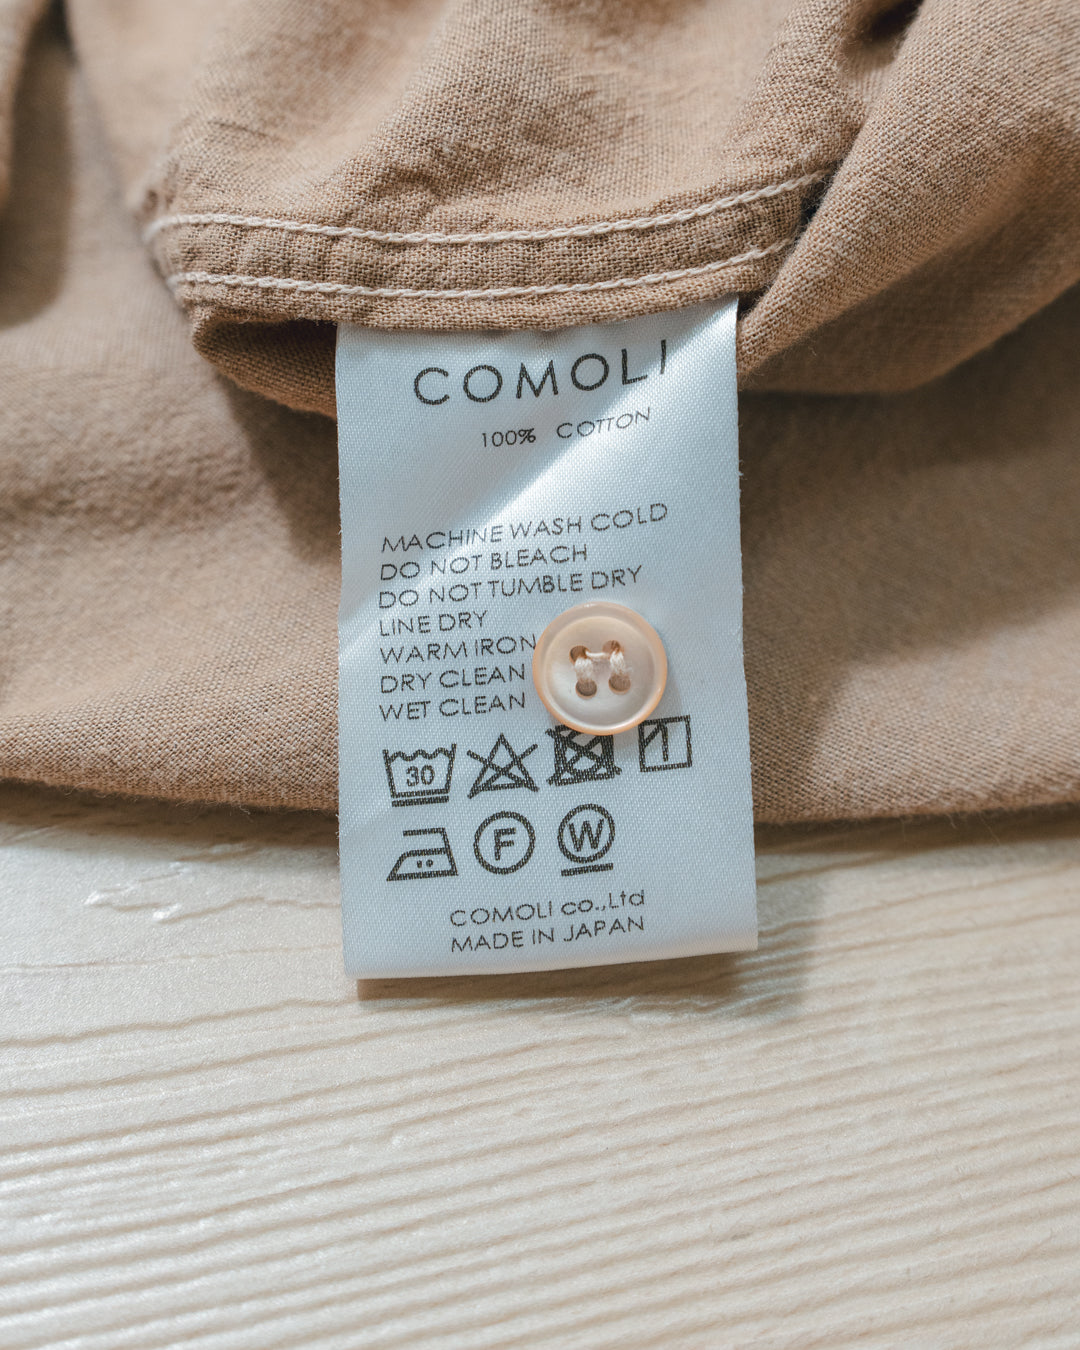 COMOLI
100% COTTON
MACHINE WASH COLD
DO NOT BLEACH
DO NOT TUMBLE DRY
LINE DRY
WARM IRON
DRY CLEAN
WET CLEAN
30
F W
COMOLI co.,Ltd
MADE IN JAPAN